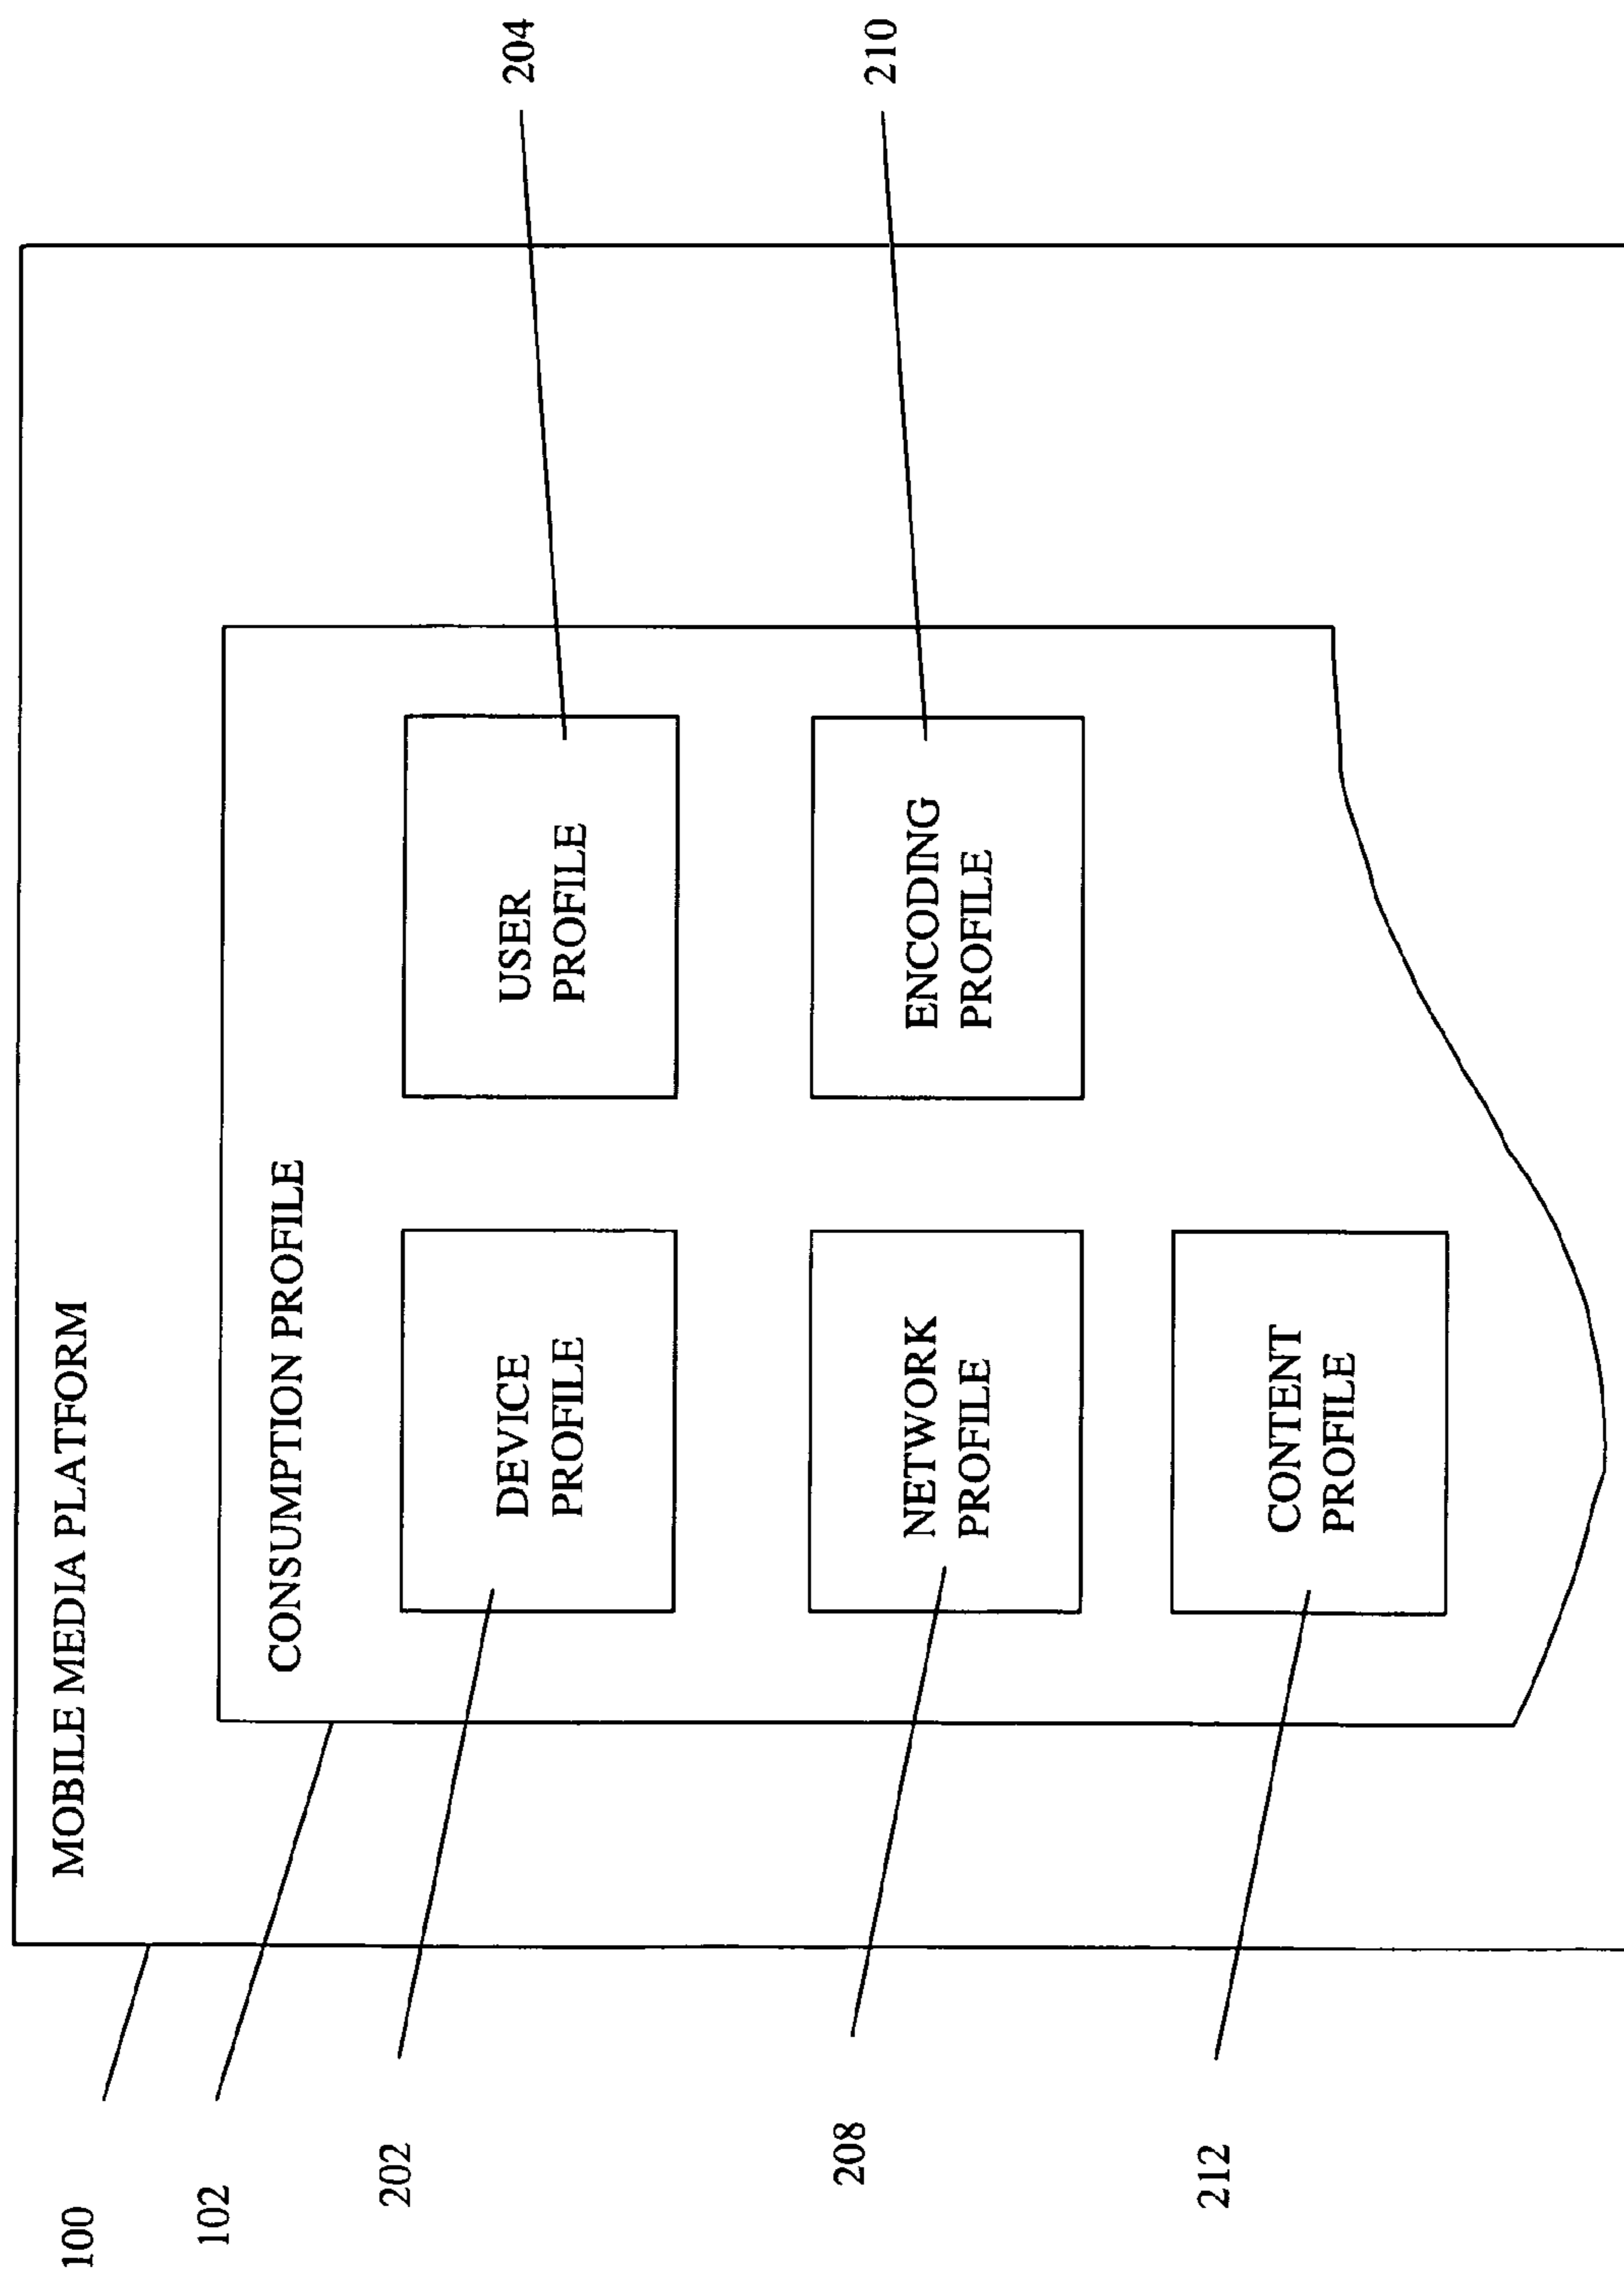 MOBILE MEDIA PLATFORM
100
CONSUMPTION PROFILE
102
DEVICE
PROFILE
202
USER
PROFILE
204
NETWORK
PROFILE
208
ENCODING
PROFILE
210
CONTENT
PROFILE
212